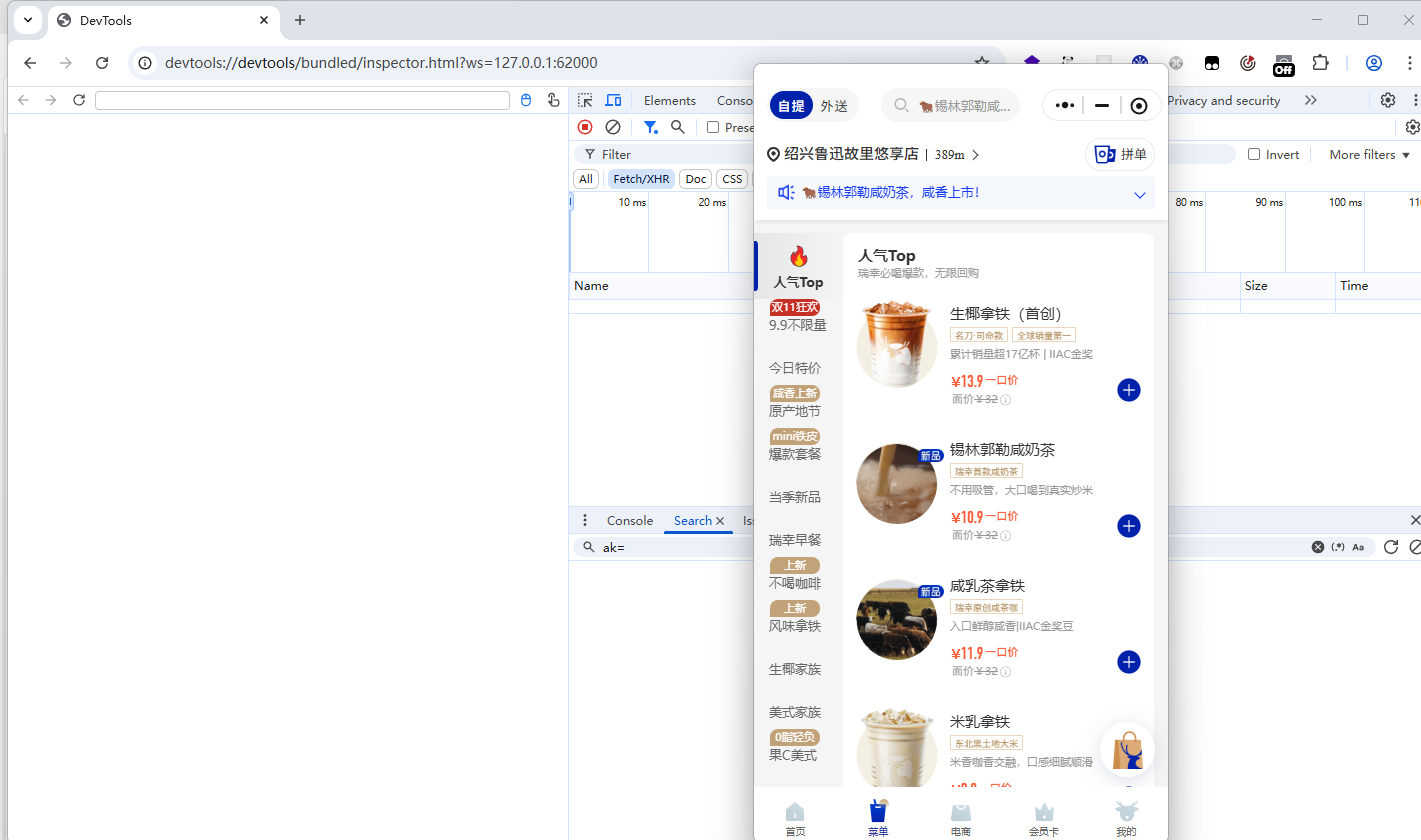 DevTools
devtools://devtools/bundled/inspector.html?ws=127.0.0.1:62000
Off
Elements
Conso
Privacy and security
Prese
Filter
Invert
More filters
All
Fetch/XHR
Doc
CSS
10 ms
20 ms
80 ms
90 ms
100 ms
11
Name
Size
Time
Console
Search
Iss
ak=
(.*)
Aa
自提
外送
锡林郭勒咸...
绍兴鲁迅故里悠享店 | 389m
拼单
锡林郭勒咸奶茶，咸香上市！
人气Top
双11狂欢
9.9不限量
今日特价
咸香上新
原产地节
mini铁皮
爆款套餐
当季新品
瑞幸早餐
上新
不喝咖啡
上新
风味拿铁
生椰家族
美式家族
0脂轻负
果C美式
人气Top
瑞幸必喝爆款，无限回购
生椰拿铁（首创）
名刀·司命款
全球销量第一
累计销量超17亿杯 | IIAC金奖
¥13.9一口价
面价¥32
新品
锡林郭勒咸奶茶
瑞幸首款咸奶茶
不用吸管，大口喝到真实炒米
¥10.9一口价
面价¥32
新品
咸乳茶拿铁
瑞幸原创咸茶咖
入口鲜醇咸香|IIAC金奖豆
¥11.9一口价
面价¥32
米乳拿铁
东北黑土地大米
米香咖香交融，口感细腻顺滑
首页
菜单
电商
会员卡
我的